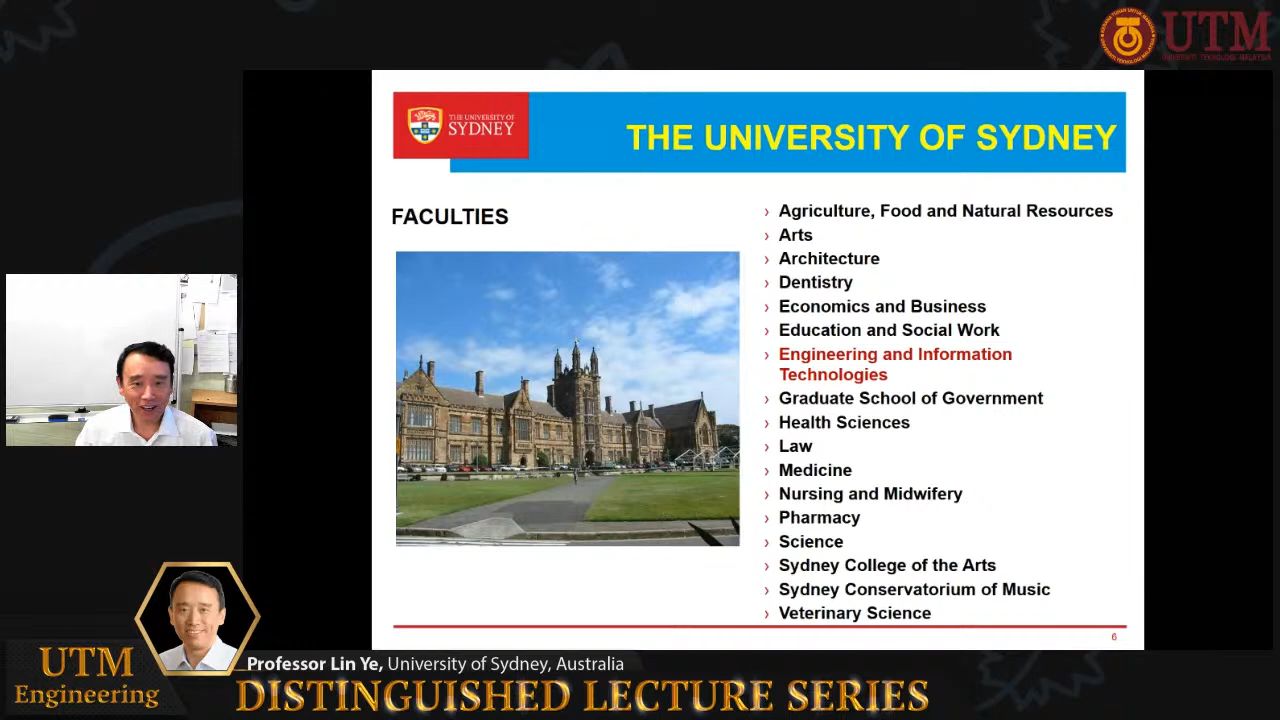 UTM
UNIVERSITI TEKNOLOGI MALAYSIA
THE UNIVERSITY OF
SYDNEY
THE UNIVERSITY OF SYDNEY
FACULTIES
› Agriculture, Food and Natural Resources
› Arts
› Architecture
› Dentistry
› Economics and Business
› Education and Social Work
› Engineering and Information
Technologies
› Graduate School of Government
› Health Sciences
› Law
› Medicine
› Nursing and Midwifery
› Pharmacy
› Science
› Sydney College of the Arts
› Sydney Conservatorium of Music
› Veterinary Science
6
UTM
Engineering
Professor Lin Ye, University of Sydney, Australia
DISTINGUISHED LECTURE SERIES